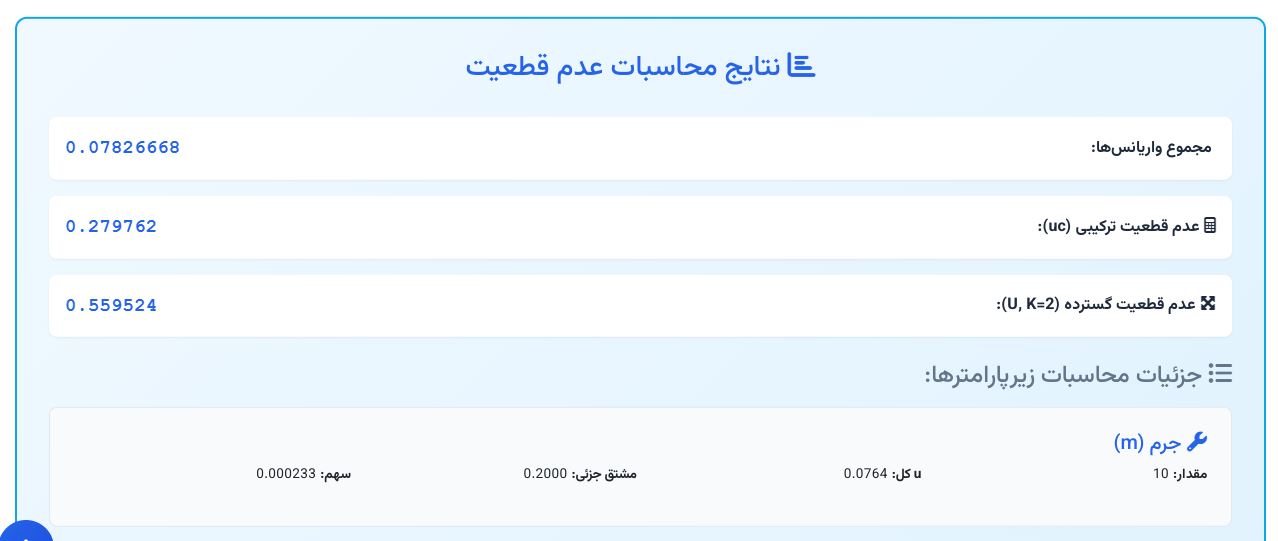 نتایج محاسبات عدم قطعیت
مجموع واریانس‌ها: 0.07826668
عدم قطعیت ترکیبی (uc): 0.279762
عدم قطعیت گسترده (U, K=2): 0.559524
جزئیات محاسبات زیرپارامترها:
جرم (m)
مقدار: 10 u کل: 0.0764 مشتق جزئی: 0.2000 سهم: 0.000233